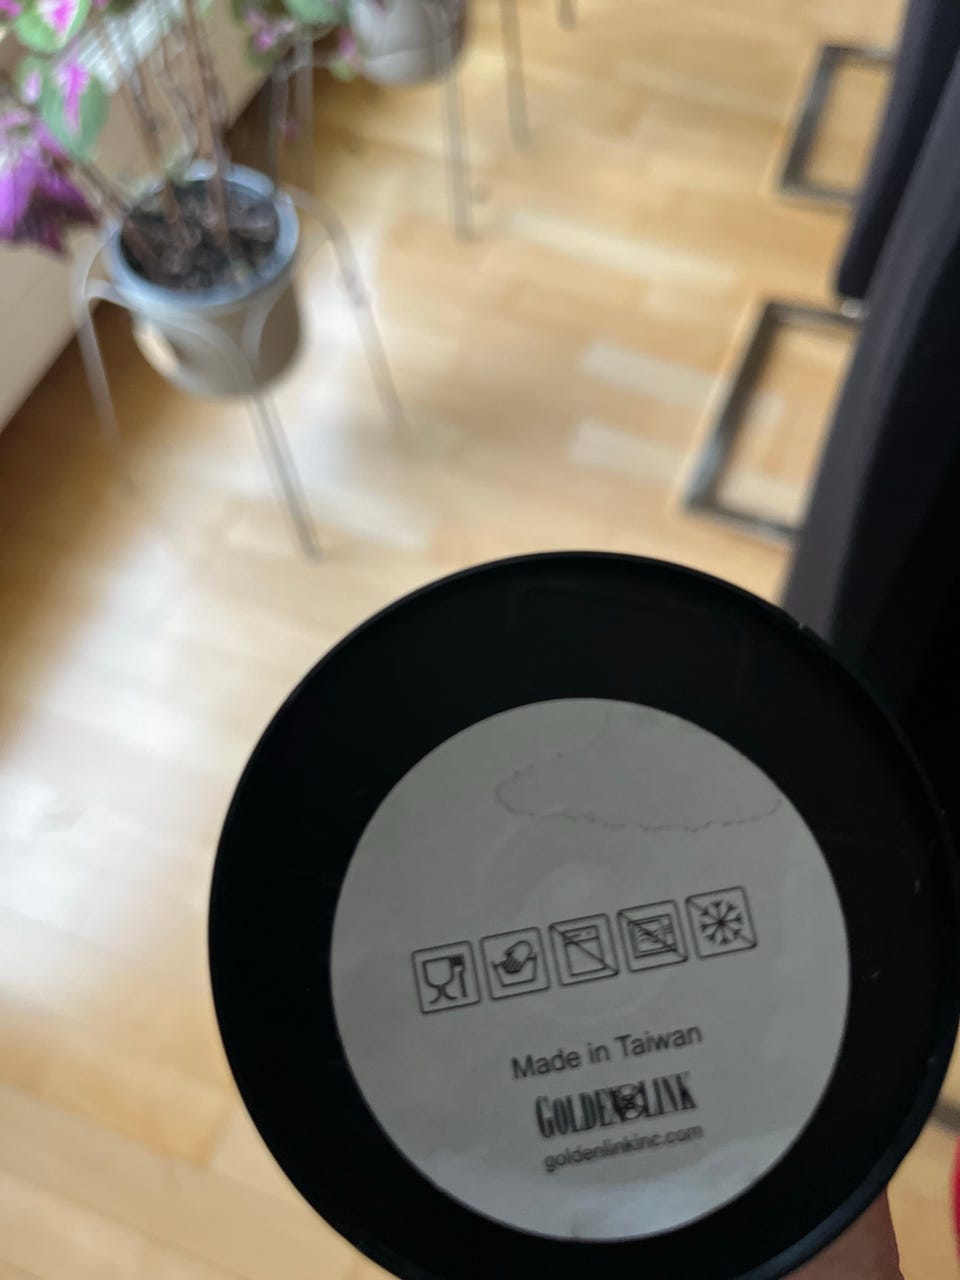 Made in Taiwan
GOLDEN LINK
goldenlinkinc.com